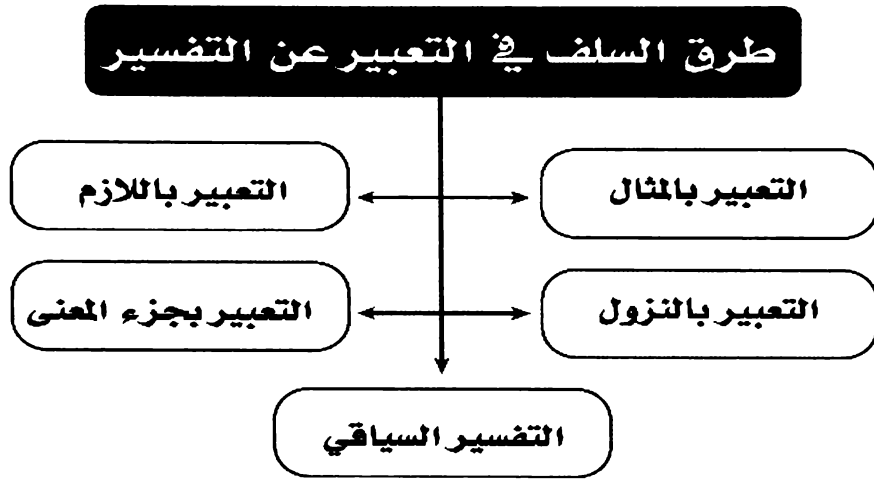 طرق السلف في التعبير عن التفسير
التعبير بالمثال
التعبير باللازم
التعبير بالنزول
التعبير بجزء المعنى
التفسير السياقي